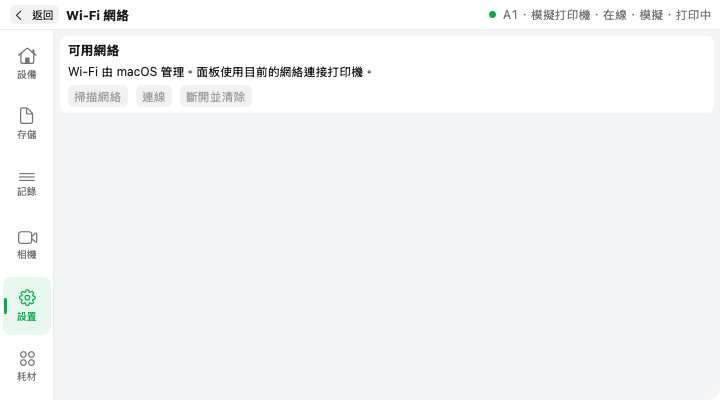 返回
Wi-Fi 網絡
A1 · 模擬打印機 · 在線 · 模擬 · 打印中
設備
存儲
記錄
相機
設置
耗材
可用網絡
Wi-Fi 由 macOS 管理。面板使用目前的網絡連接打印機。
掃描網絡
連線
斷開並清除